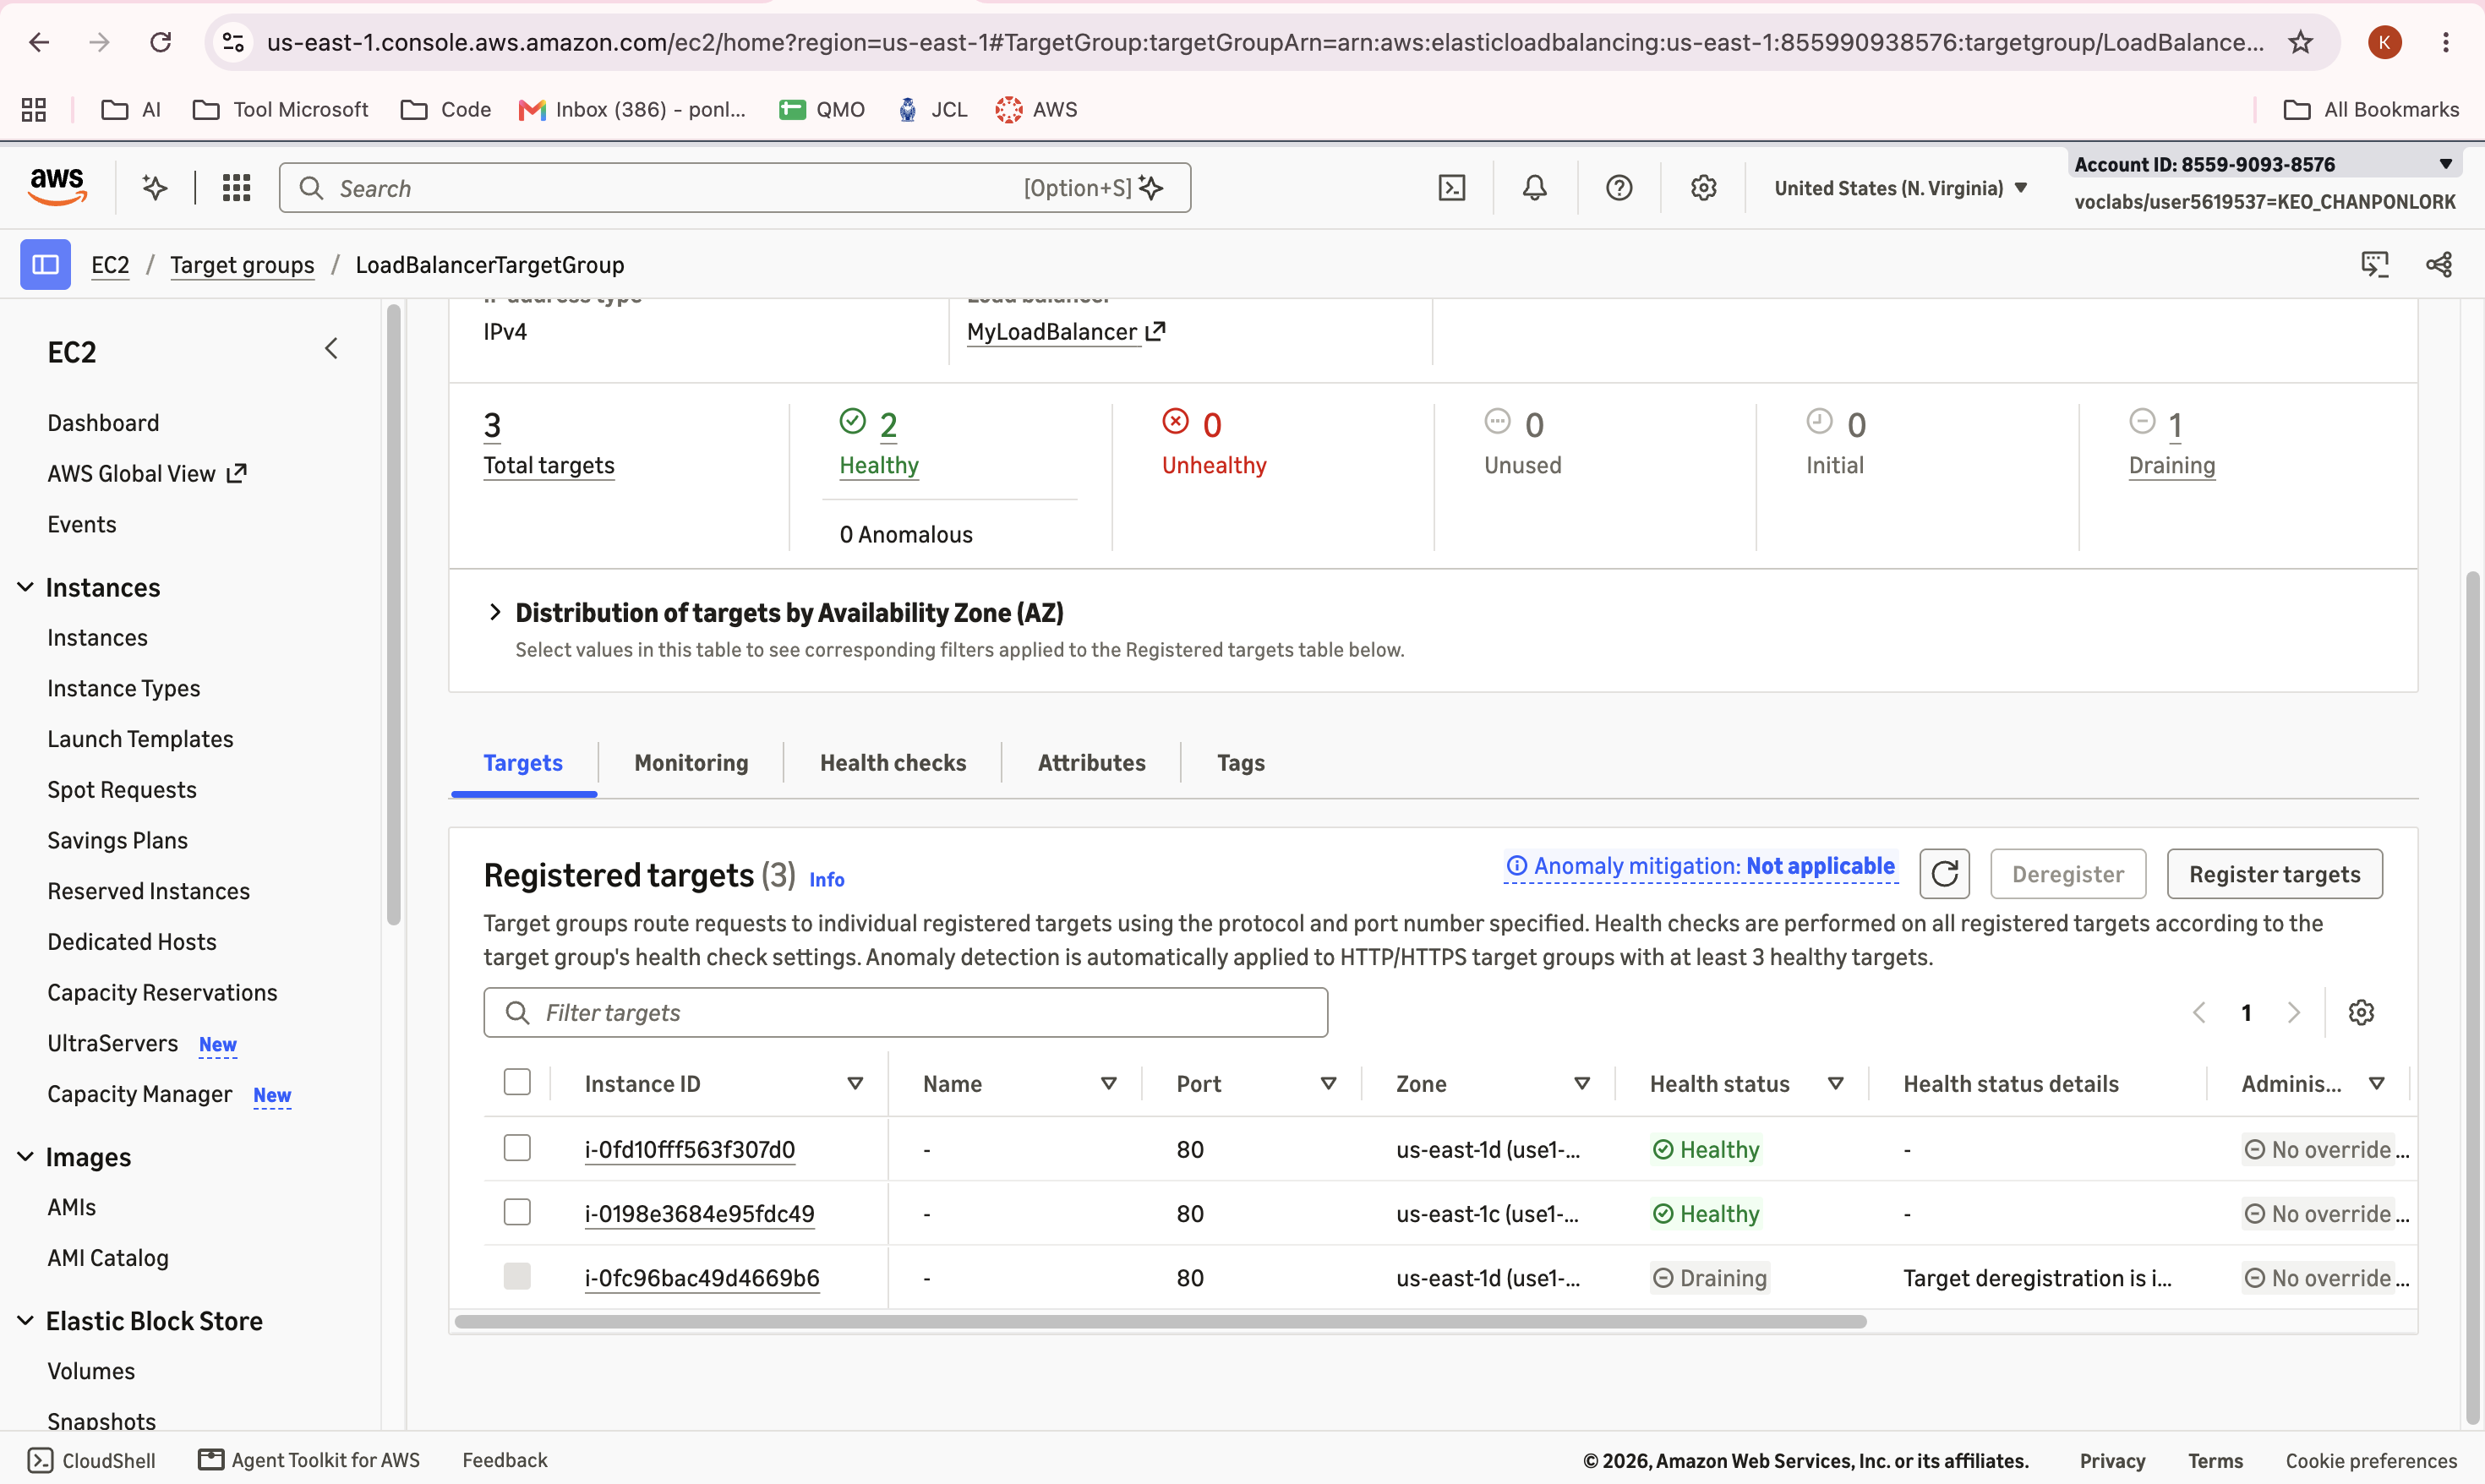 us-east-1.console.aws.amazon.com/ec2/home?region=us-east-1#TargetGroup:targetGroupArn=arn:aws:elasticloadbalancing:us-east-1:855990938576:targetgroup/LoadBalance...
K
AI
Tool Microsoft
Code
Inbox (386) - ponl...
QMO
JCL
AWS
All Bookmarks
aws
Search
[Option+S]
United States (N. Virginia)
Account ID: 8559-9093-8576
voclabs/user5619537=KEO_CHANPONLORK
EC2 / Target groups / LoadBalancerTargetGroup
EC2
Dashboard
AWS Global View
Events
Instances
Instances
Instance Types
Launch Templates
Spot Requests
Savings Plans
Reserved Instances
Dedicated Hosts
Capacity Reservations
UltraServers New
Capacity Manager New
Images
AMIs
AMI Catalog
Elastic Block Store
Volumes
Snapshots
IP address type
Load balancer
IPv4
MyLoadBalancer
3
Total targets
2
Healthy
0 Anomalous
0
Unhealthy
0
Unused
0
Initial
1
Draining
Distribution of targets by Availability Zone (AZ)
Select values in this table to see corresponding filters applied to the Registered targets table below.
Targets
Monitoring
Health checks
Attributes
Tags
Registered targets (3) Info
Anomaly mitigation: Not applicable
Deregister
Register targets
Target groups route requests to individual registered targets using the protocol and port number specified. Health checks are performed on all registered targets according to the
target group's health check settings. Anomaly detection is automatically applied to HTTP/HTTPS target groups with at least 3 healthy targets.
Filter targets
1
Instance ID Name Port Zone Health status Health status details Adminis...
i-0fd10fff563f307d0 - 80 us-east-1d (use1-... Healthy - No override ...
i-0198e3684e95fdc49 - 80 us-east-1c (use1-... Healthy - No override ...
i-0fc96bac49d4669b6 - 80 us-east-1d (use1-... Draining Target deregistration is i... No override ...
CloudShell
Agent Toolkit for AWS
Feedback
© 2026, Amazon Web Services, Inc. or its affiliates.
Privacy
Terms
Cookie preferences